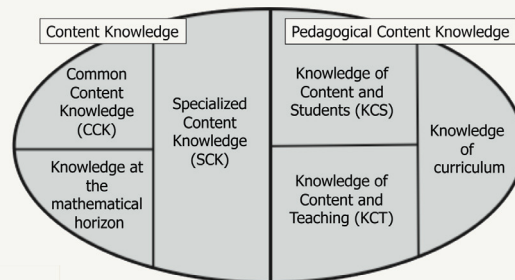 Content Knowledge
Pedagogical Content Knowledge
Common
Content
Knowledge
(CCK)
Knowledge at
the
mathematical
horizon
Specialized
Content
Knowledge
(SCK)
Knowledge of
Content and
Students (KCS)
Knowledge of
Content and
Teaching (KCT)
Knowledge
of
curriculum